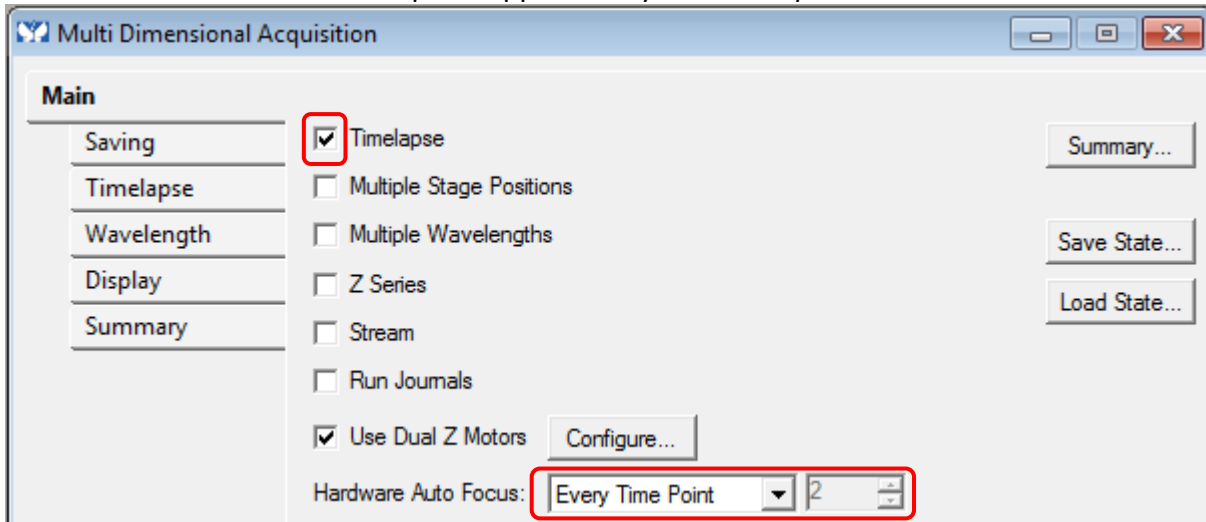 Multi Dimensional Acquisition
Main
Saving
Timelapse
Wavelength
Display
Summary
Timelapse
Multiple Stage Positions
Multiple Wavelengths
Z Series
Stream
Run Journals
Use Dual Z Motors Configure...
Hardware Auto Focus: Every Time Point 2
Summary...
Save State...
Load State...